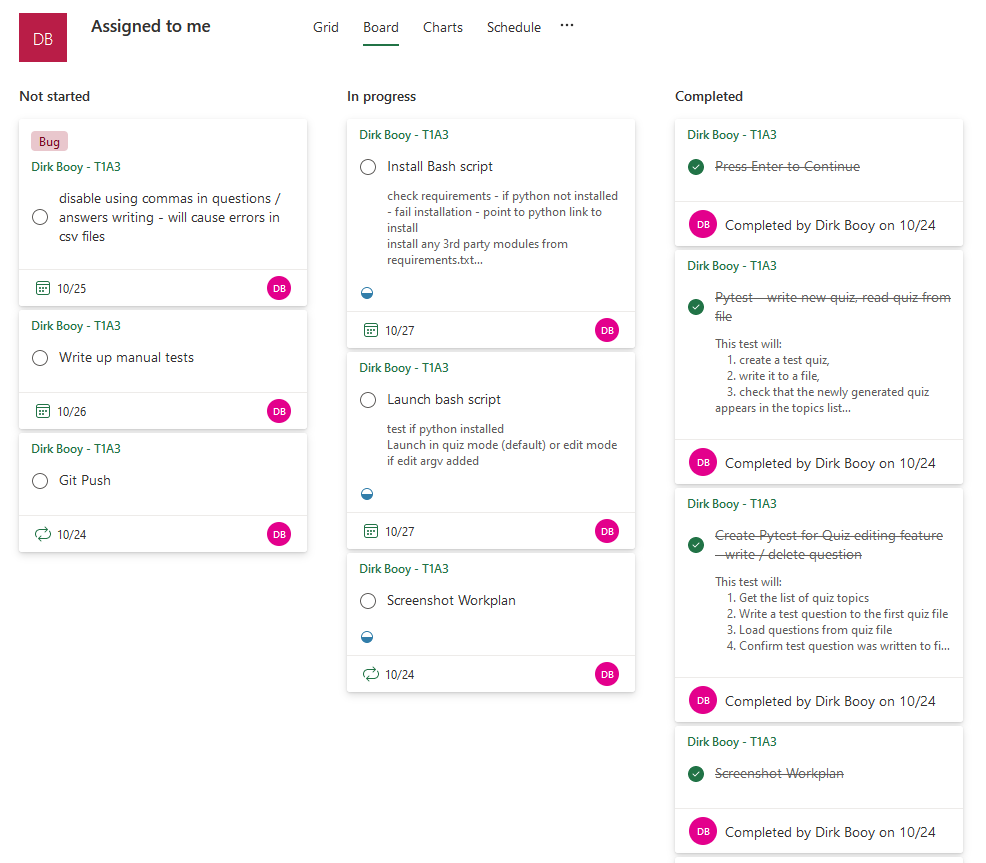 DB
Assigned to me
Grid
Board
Charts
Schedule
...
Not started
Bug
Dirk Booy - T1A3
disable using commas in questions /
answers writing - will cause errors in
csv files
10/25
DB
Dirk Booy - T1A3
Write up manual tests
10/26
DB
Dirk Booy - T1A3
Git Push
10/24
DB
In progress
Dirk Booy - T1A3
Install Bash script
check requirements - if python not installed
- fail installation - point to python link to
install
install any 3rd party modules from
requirements.txt...
10/27
DB
Dirk Booy - T1A3
Launch bash script
test if python installed
Launch in quiz mode (default) or edit mode
if edit argv added
10/27
DB
Dirk Booy - T1A3
Screenshot Workplan
10/24
DB
Completed
Dirk Booy - T1A3
Press Enter to Continue
DB
Completed by Dirk Booy on 10/24
Dirk Booy - T1A3
Pytest - write new quiz, read quiz from
file
This test will:
1. create a test quiz,
2. write it to a file,
3. check that the newly generated quiz
appears in the topics list...
DB
Completed by Dirk Booy on 10/24
Dirk Booy - T1A3
Create Pytest for Quiz editing feature
- write / delete question
This test will:
1. Get the list of quiz topics
2. Write a test question to the first quiz file
3. Load questions from quiz file
4. Confirm test question was written to fi...
DB
Completed by Dirk Booy on 10/24
Dirk Booy - T1A3
Screenshot Workplan
DB
Completed by Dirk Booy on 10/24